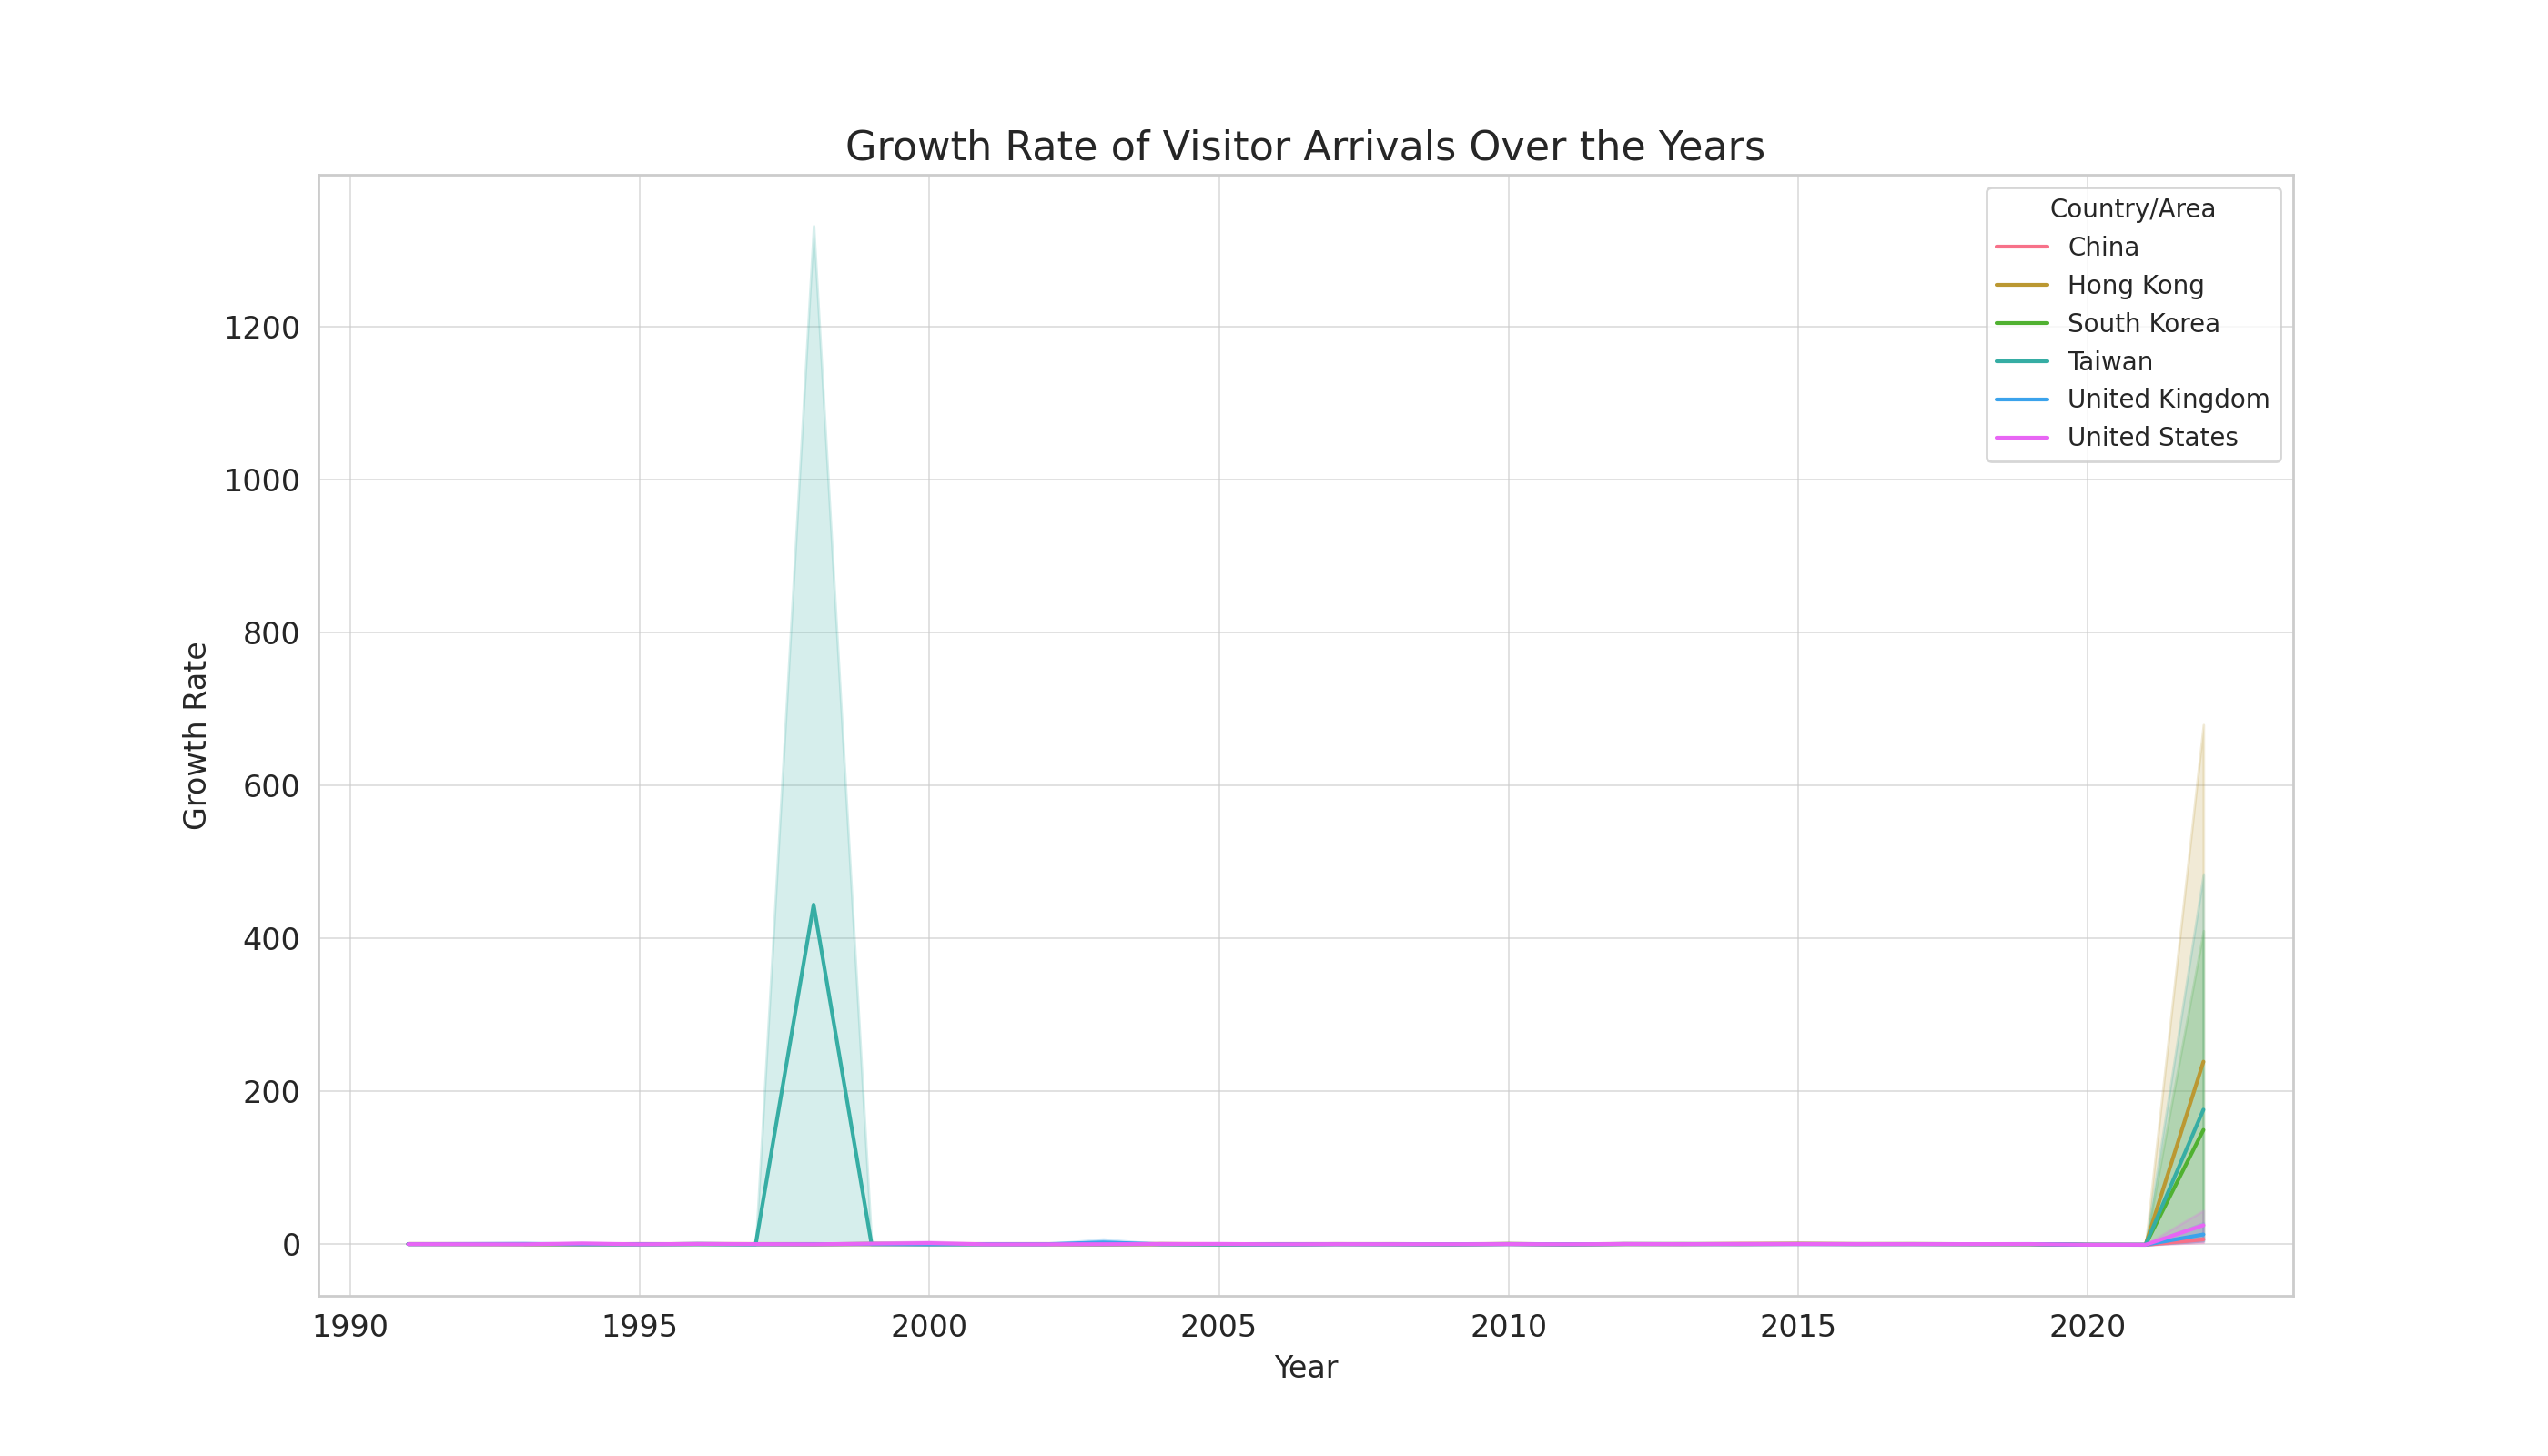 Growth Rate of Visitor Arrivals Over the Years
Country/Area
China
Hong Kong
South Korea
Taiwan
United Kingdom
United States
Growth Rate
1200
1000
800
600
400
200
0
1990 1995 2000 2005 2010 2015 2020
Year